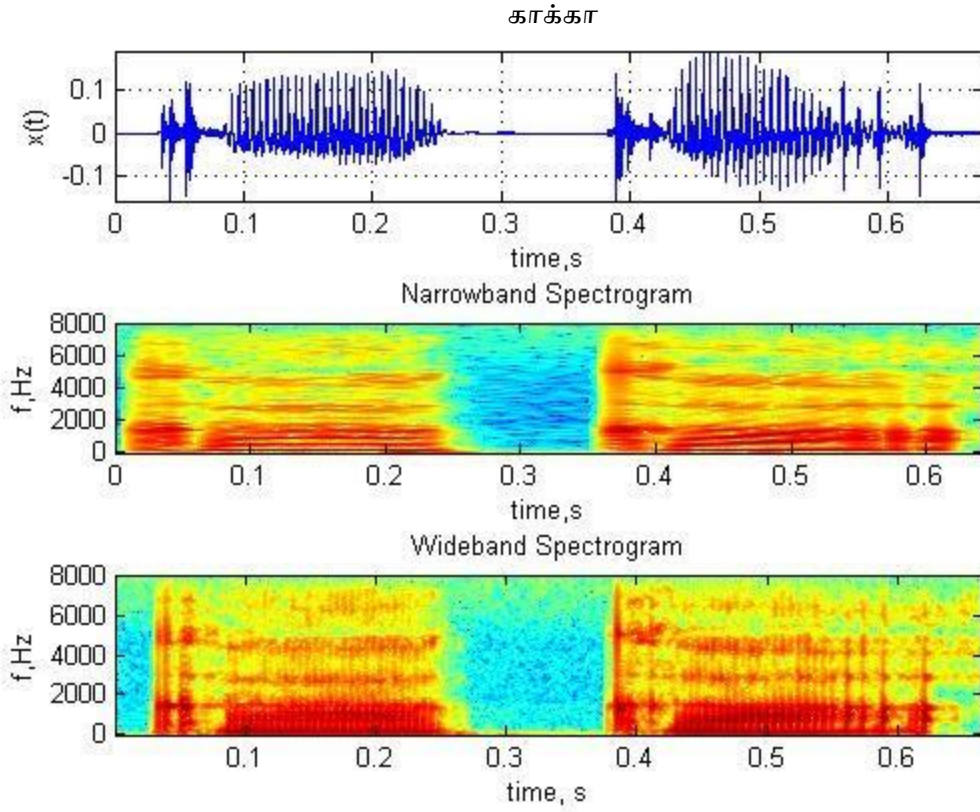 காக்கா
x(t)
0.1
0
-0.1
0 0.1 0.2 0.3 0.4 0.5 0.6
time,s
Narrowband Spectrogram
f,Hz
8000
6000
4000
2000
0
0 0.1 0.2 0.3 0.4 0.5 0.6
time,s
Wideband Spectrogram
f,Hz
8000
6000
4000
2000
0
0.1 0.2 0.3 0.4 0.5 0.6
time, s